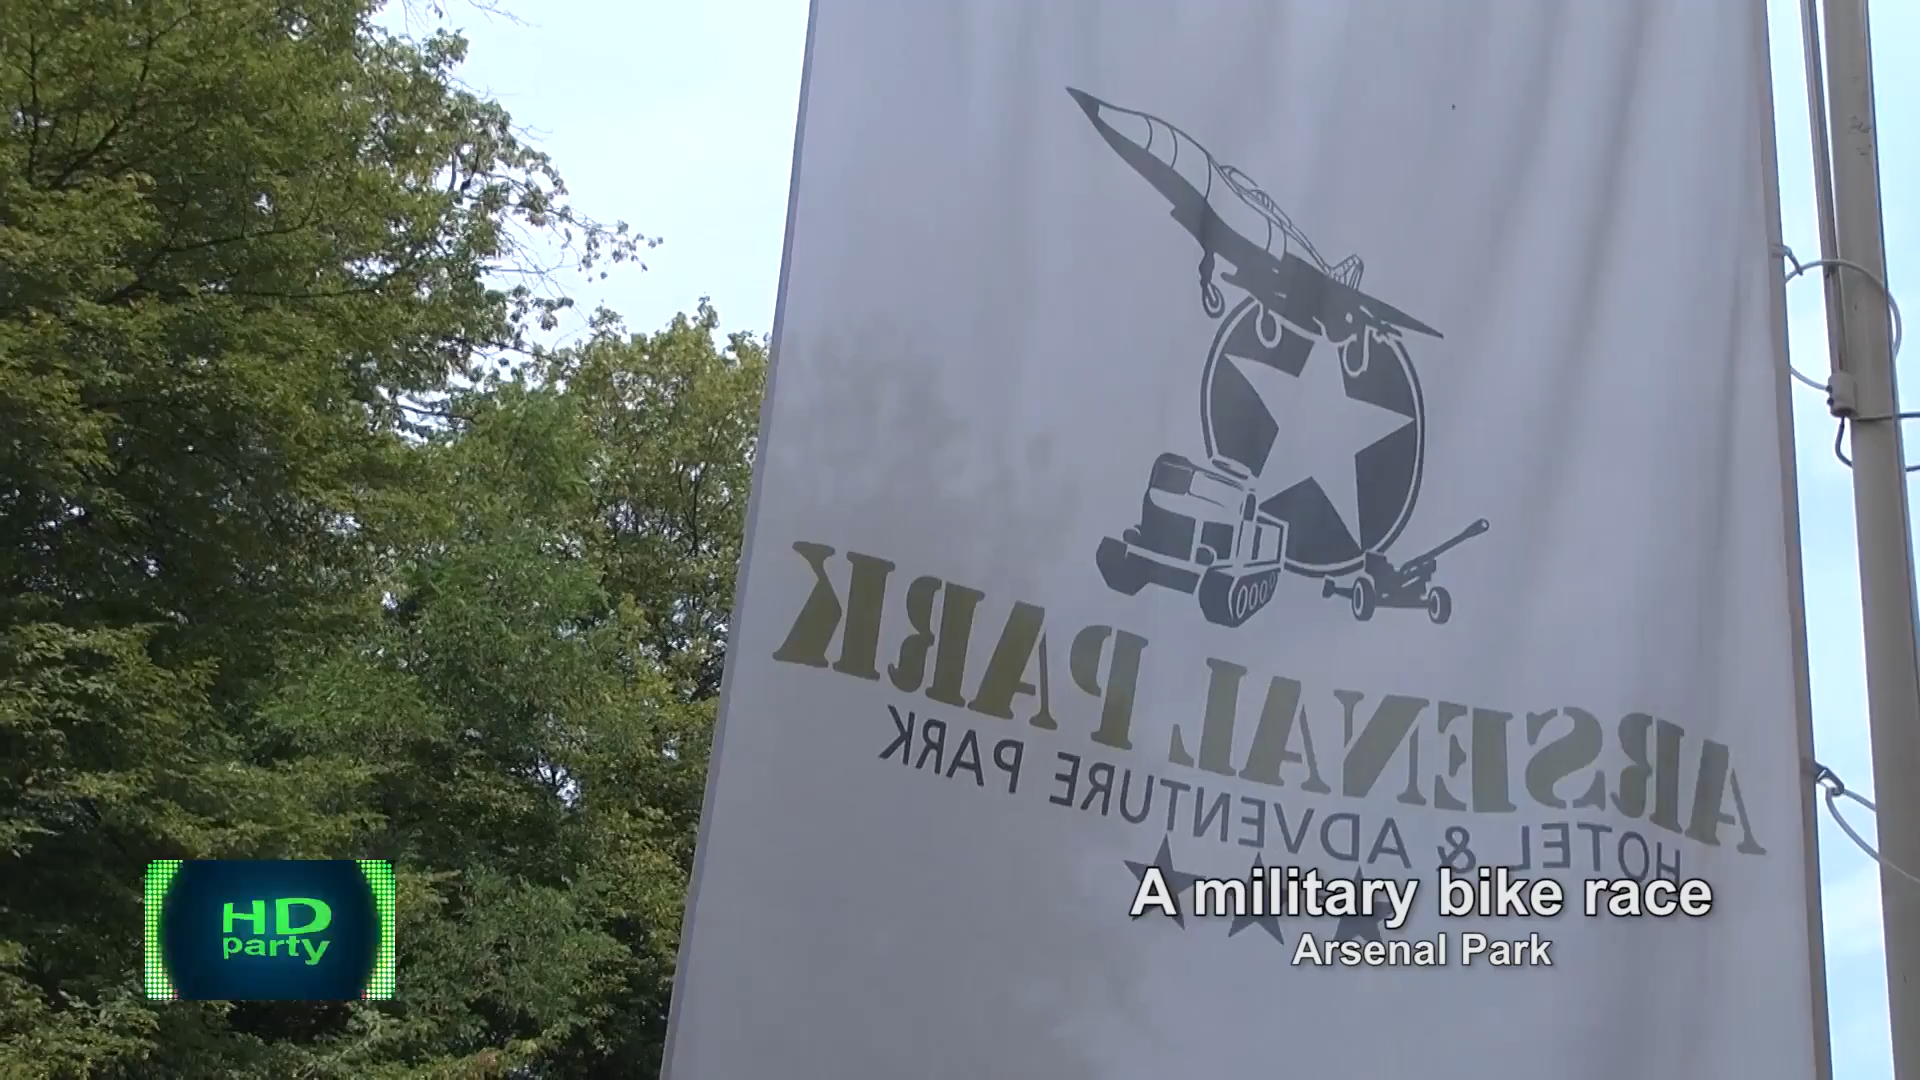 ARSENAL PARK
HOTEL & ADVENTURE PARK
A military bike race
Arsenal Park
HD
party